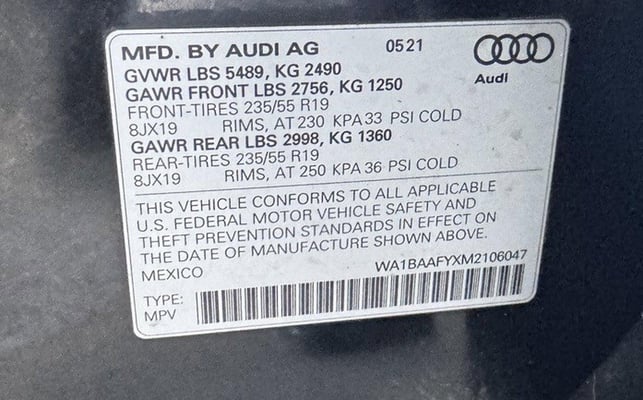 MFD. BY AUDI AG 05 21
Audi
GVWR LBS 5489, KG 2490
GAWR FRONT LBS 2756, KG 1250
FRONT-TIRES 235/55 R19
8JX19 RIMS, AT 230 KPA 33 PSI COLD
GAWR REAR LBS 2998, KG 1360
REAR-TIRES 235/55 R19
8JX19 RIMS, AT 250 KPA 36 PSI COLD
THIS VEHICLE CONFORMS TO ALL APPLICABLE
U.S. FEDERAL MOTOR VEHICLE SAFETY AND
THEFT PREVENTION STANDARDS IN EFFECT ON
THE DATE OF MANUFACTURE SHOWN ABOVE.
MEXICO WA1BAAFYXM2106047
TYPE:
MPV